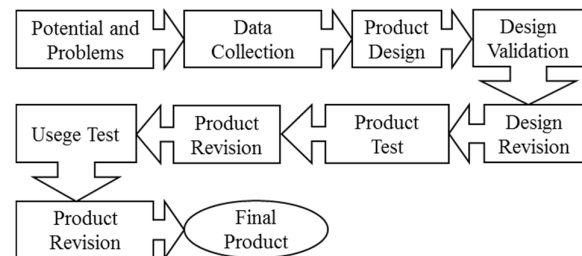 Potential and
Problems
Data
Collection
Product
Design
Design
Validation
Design
Revision
Product
Test
Product
Revision
Usege Test
Product
Revision
Final
Product